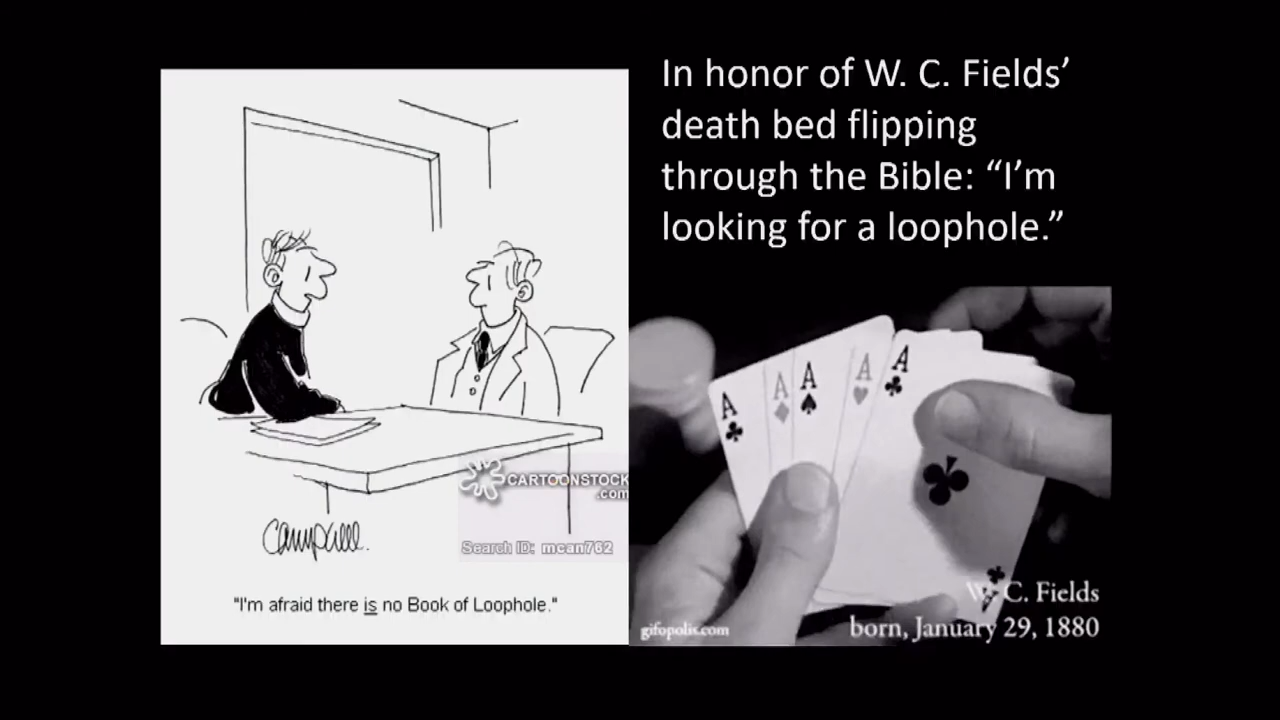 In honor of W. C. Fields’
death bed flipping
through the Bible: “I’m
looking for a loophole.”
CARTOONSTOCK
.com
Search ID: mcan762
Campbell.
"I'm afraid there is no Book of Loophole."
A
A
A
A
A
W. C. Fields
born, January 29, 1880
gifopolis.com